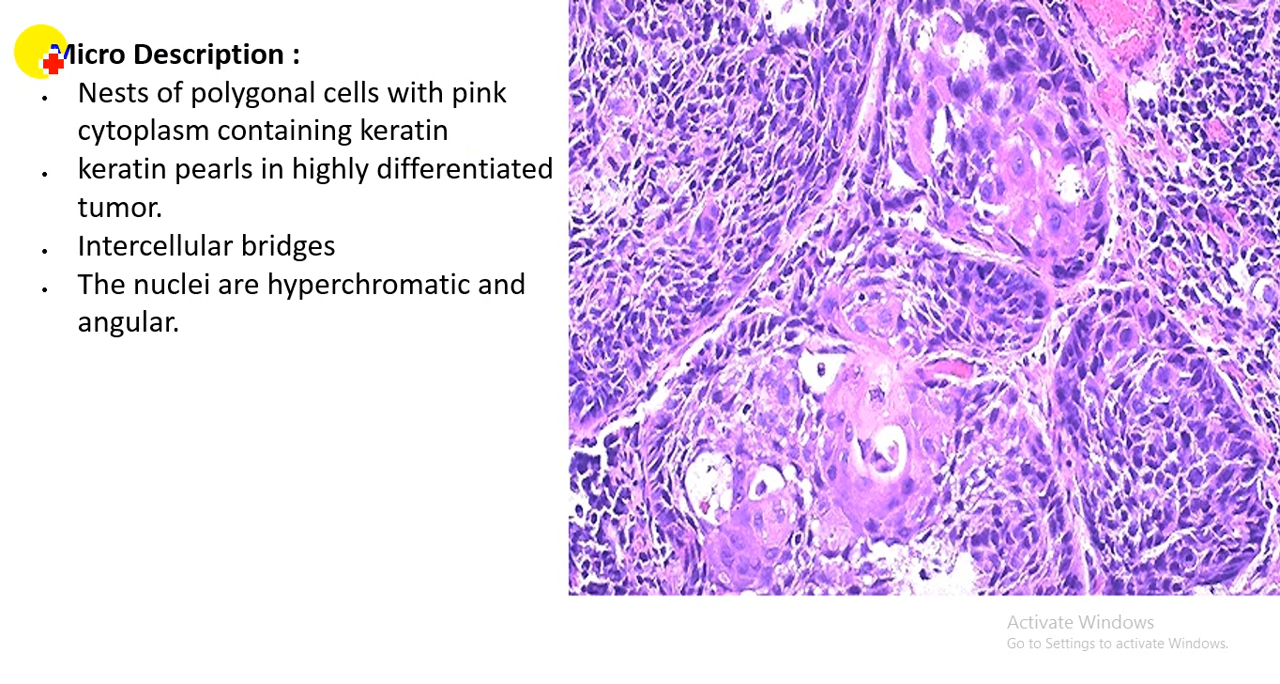 Micro Description :
• Nests of polygonal cells with pink
cytoplasm containing keratin
• keratin pearls in highly differentiated
tumor.
• Intercellular bridges
• The nuclei are hyperchromatic and
angular.
Activate Windows
Go to Settings to activate Windows.